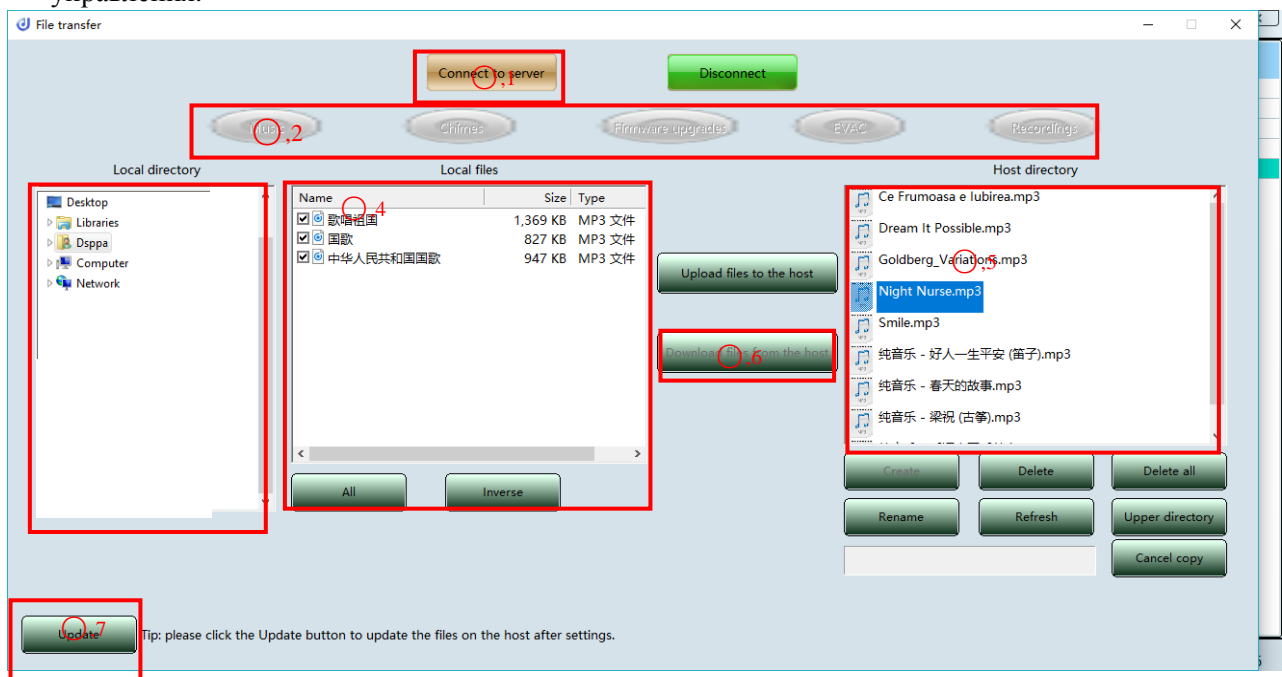 управления.
File transfer
Connect to server
Disconnect
,1
Music
Chimes
Firmware upgrades
EVAC
Recordings
,2
Local directory
Local files
Host directory
Desktop
Libraries
Dsppa
Computer
Network
Name Size Type
4
歌唱祖国 1,369 KB MP3 文件
国歌 827 KB MP3 文件
中华人民共和国国歌 947 KB MP3 文件
All
Inverse
Upload files to the host
Download files from the host
,6
Ce Frumoasa e Iubirea.mp3
Dream It Possible.mp3
Goldberg_Variations.mp3
,5
Night Nurse.mp3
Smile.mp3
纯音乐 - 好人一生平安 (笛子).mp3
纯音乐 - 春天的故事.mp3
纯音乐 - 梁祝 (古筝).mp3
Create
Delete
Delete all
Rename
Refresh
Upper directory
Cancel copy
Update
,7
Tip: please click the Update button to update the files on the host after settings.